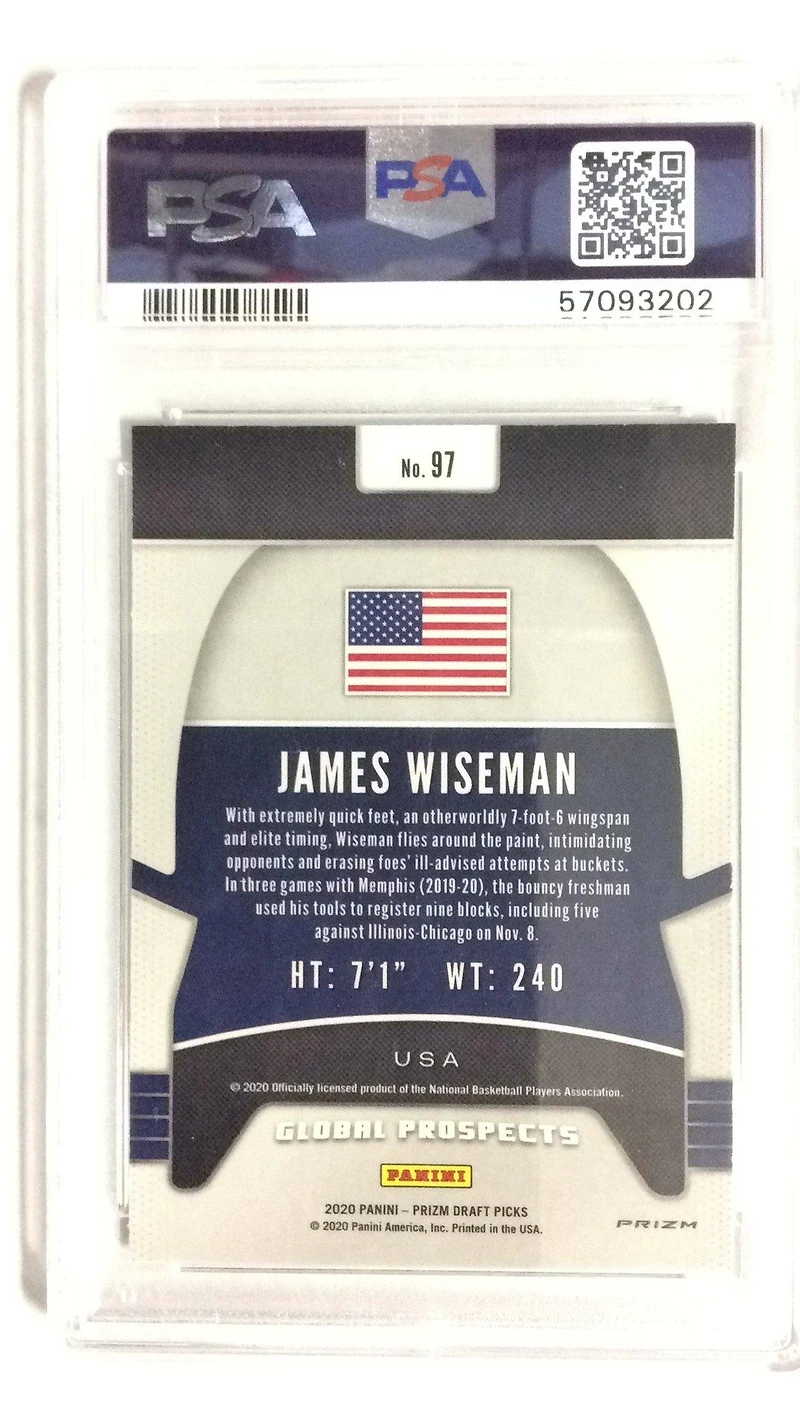 PSA
PSA
57093202
No. 97
JAMES WISEMAN
With extremely quick feet, an otherworldly 7-foot-6 wingspan
and elite timing, Wiseman flies around the paint, intimidating
opponents and erasing foes' ill-advised attempts at buckets.
In three games with Memphis (2019-20), the bouncy freshman
used his tools to register nine blocks, including five
against Illinois-Chicago on Nov. 8.
HT: 7'1" WT: 240
USA
© 2020 Officially licensed product of the National Basketball Players Association.
GLOBAL PROSPECTS
PANINI
2020 PANINI – PRIZM DRAFT PICKS
© 2020 Panini America, Inc. Printed in the USA.
PRIZM